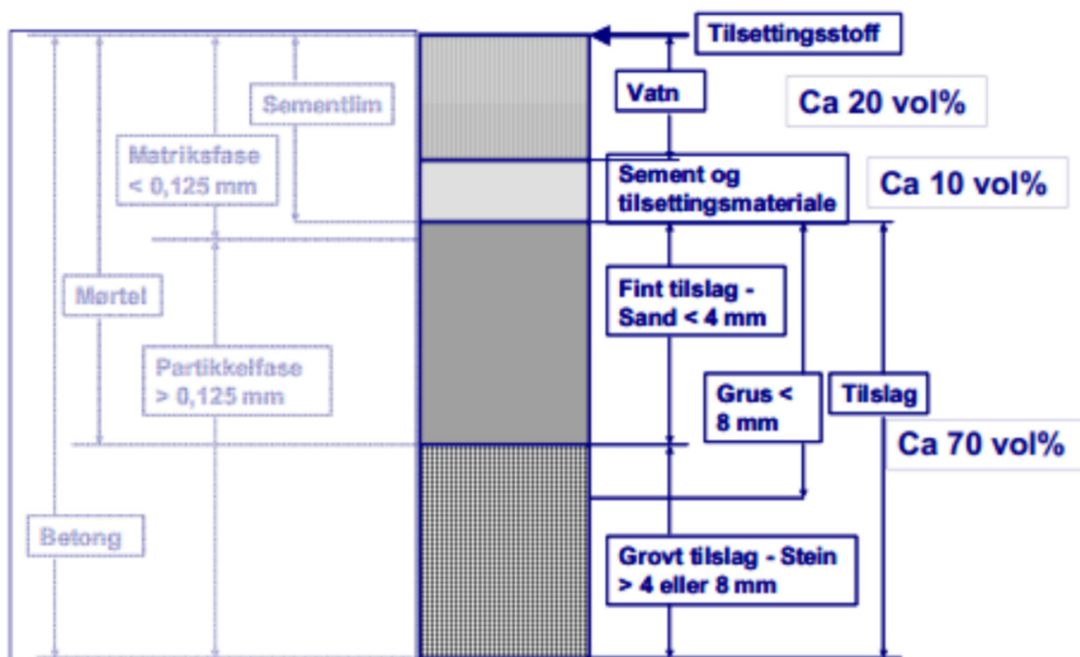 Tilsettingsstoff
Vatn
Ca 20 vol%
Sementlim
Matriksfase
< 0,125 mm
Sement og
tilsettingsmateriale
Ca 10 vol%
Mørtel
Fint tilslag -
Sand < 4 mm
Partikkelfase
> 0,125 mm
Grus <
8 mm
Tilslag
Ca 70 vol%
Betong
Grovt tilslag - Stein
> 4 eller 8 mm